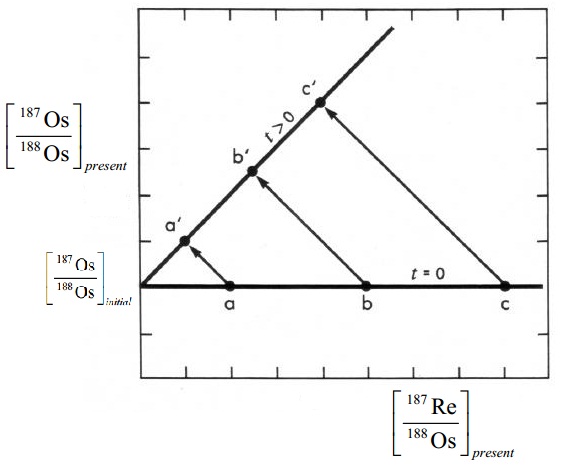 c′
t>0
[¹⁸⁷Os/¹⁸⁸Os]present
b′
a′
[¹⁸⁷Os/¹⁸⁸Os]initial
t = 0
a
b
c
[¹⁸⁷Re/¹⁸⁸Os]present